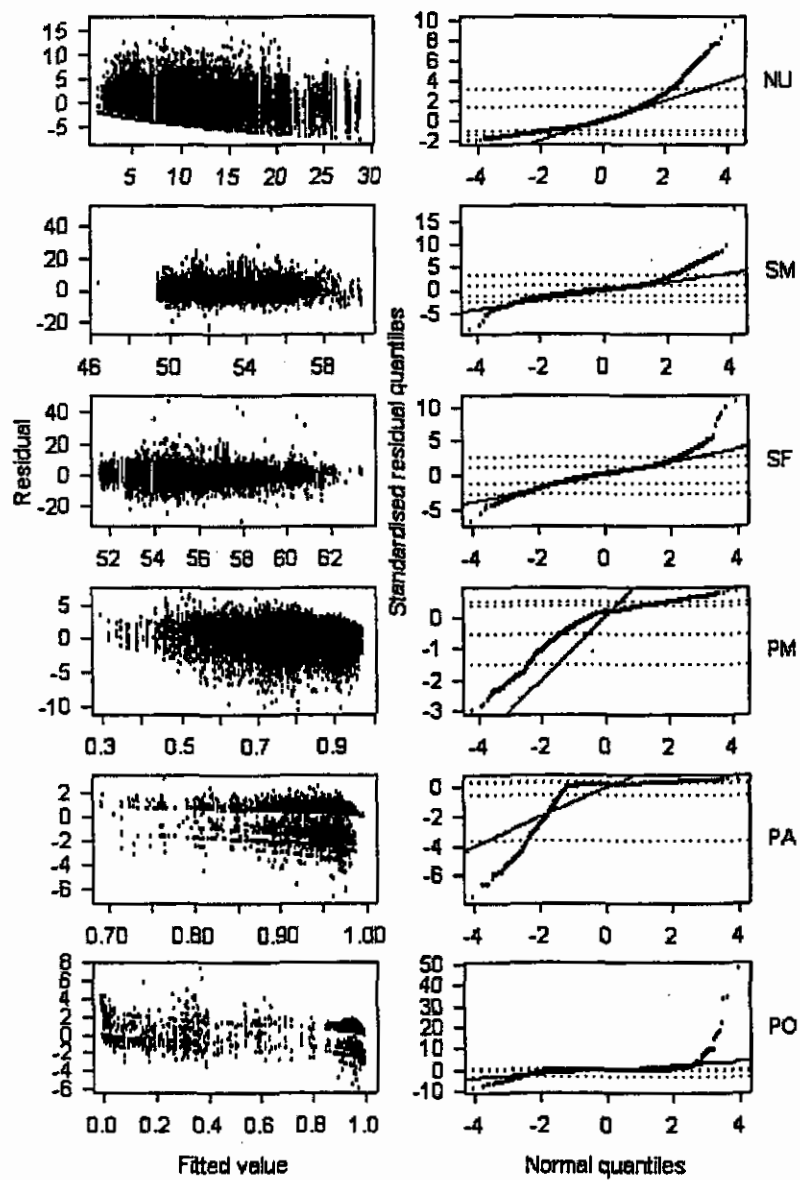 15
10
5
0
-5
5 10 15 20 25 30
10
8
6
4
2
0
-2
-4 -2 0 2 4
NU
40
20
0
-20
46 50 54 58
15
10
5
0
-5
-4 -2 0 2 4
SM
40
20
0
-20
52 54 56 58 60 62
10
5
0
-5
-4 -2 0 2 4
SF
Residual
Standardised residual quantiles
5
0
-5
-10
0.3 0.5 0.7 0.9
0
-1
-2
-3
-4 -2 0 2 4
PM
2
0
-2
-4
-6
0.70 0.80 0.90 1.00
0
-2
-4
-6
-4 -2 0 2 4
PA
8
6
4
2
0
-2
-4
-6
0.0 0.2 0.4 0.6 0.8 1.0
50
40
30
20
10
0
-10
-4 -2 0 2 4
PO
Fitted value
Normal quantiles